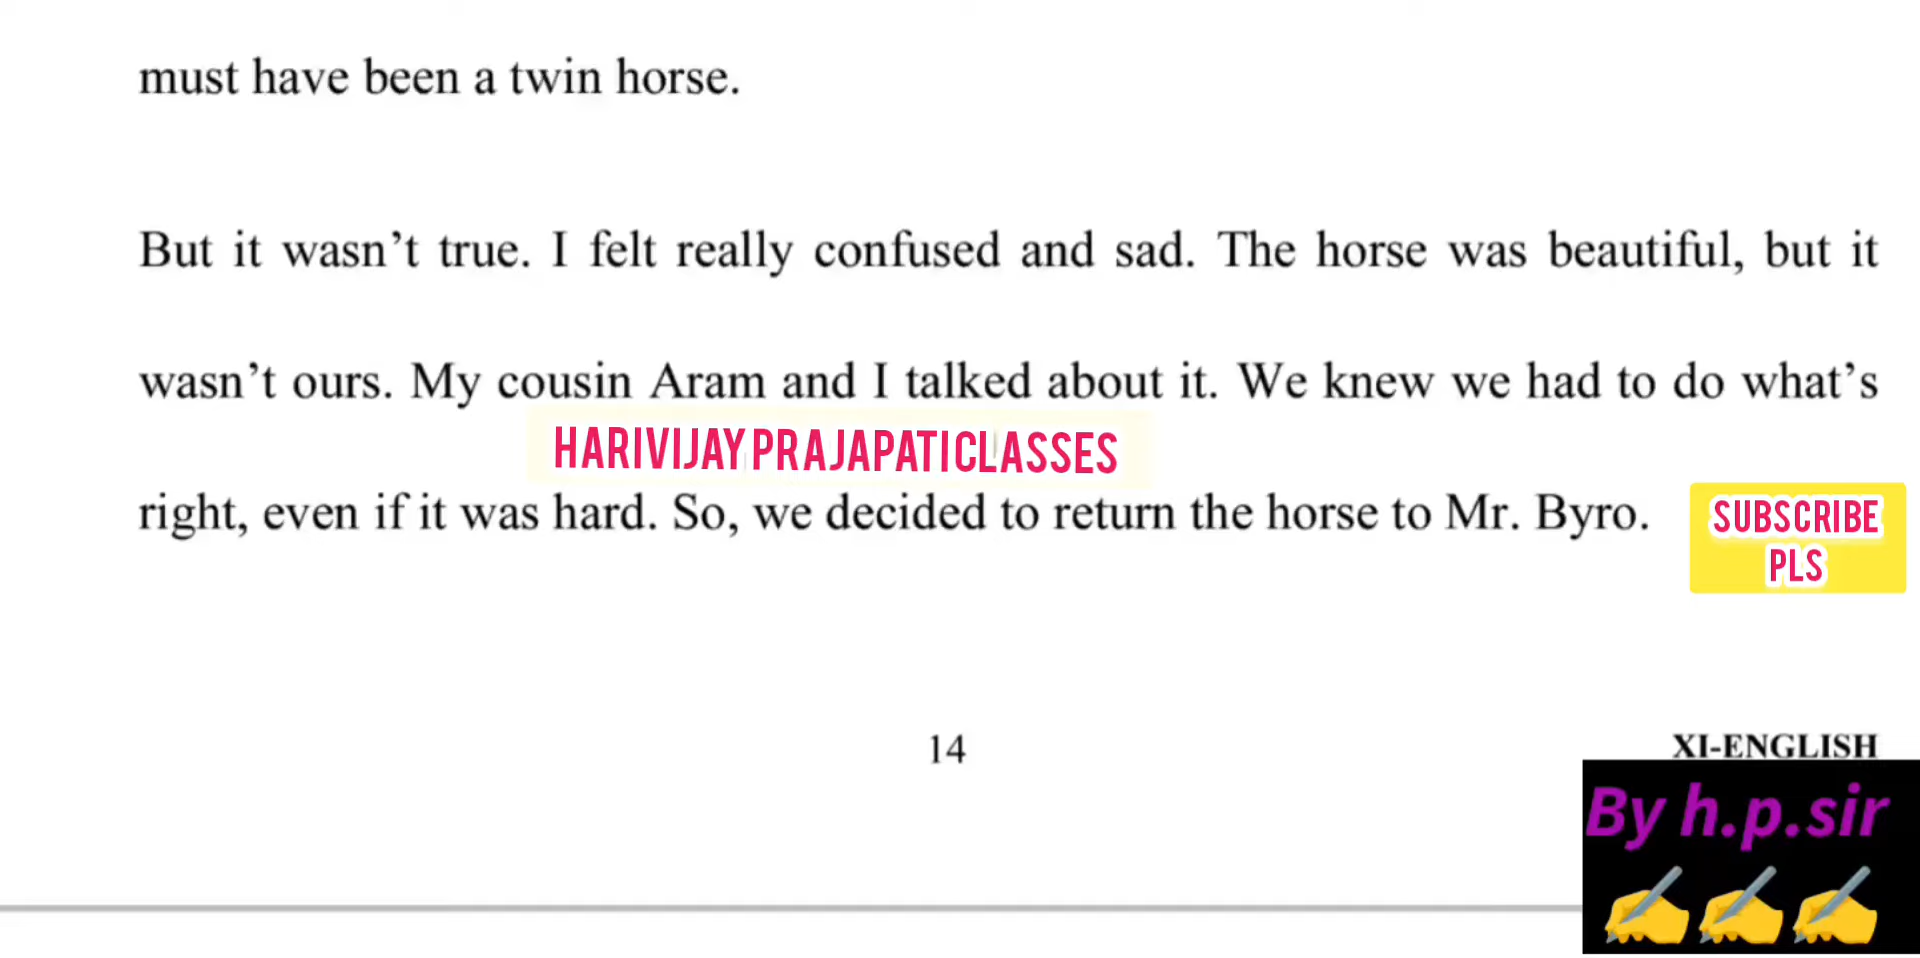 must have been a twin horse.
But it wasn’t true. I felt really confused and sad. The horse was beautiful, but it
wasn’t ours. My cousin Aram and I talked about it. We knew we had to do what’s
HARIVIJAY PRAJAPATI CLASSES
right, even if it was hard. So, we decided to return the horse to Mr. Byro.
SUBSCRIBE
PLS
14
XI-ENGLISH
By h.p.sir